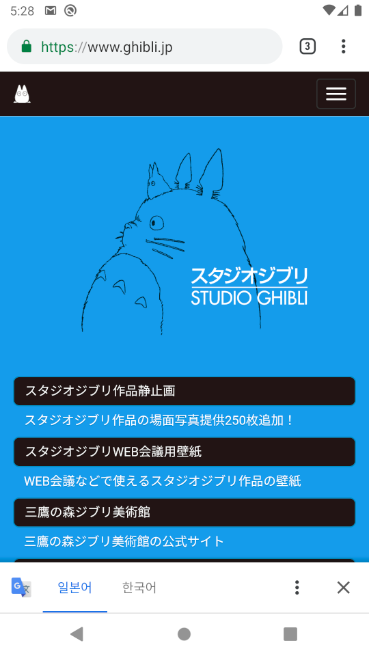 5:28
https://www.ghibli.jp
3
スタジオジブリ
STUDIO GHIBLI
スタジオジブリ作品静止画
スタジオジブリ作品の場面写真提供250枚追加！
スタジオジブリWEB会議用壁紙
WEB会議などで使えるスタジオジブリ作品の壁紙
三鷹の森ジブリ美術館
三鷹の森ジブリ美術館の公式サイト
일본어
한국어